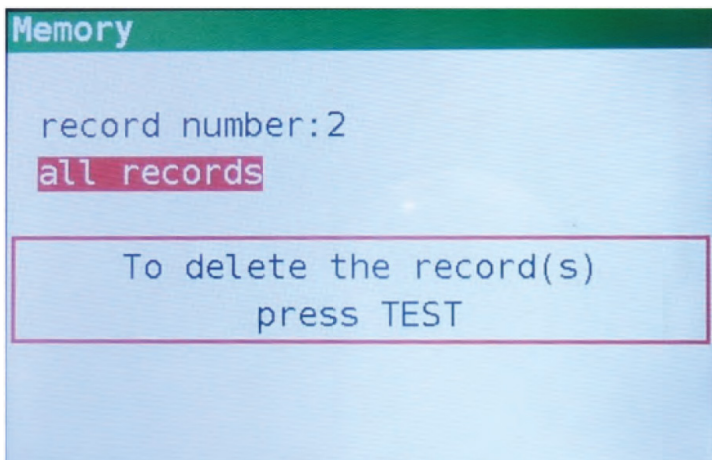 Memory
record number:2
all records
To delete the record(s)
press TEST